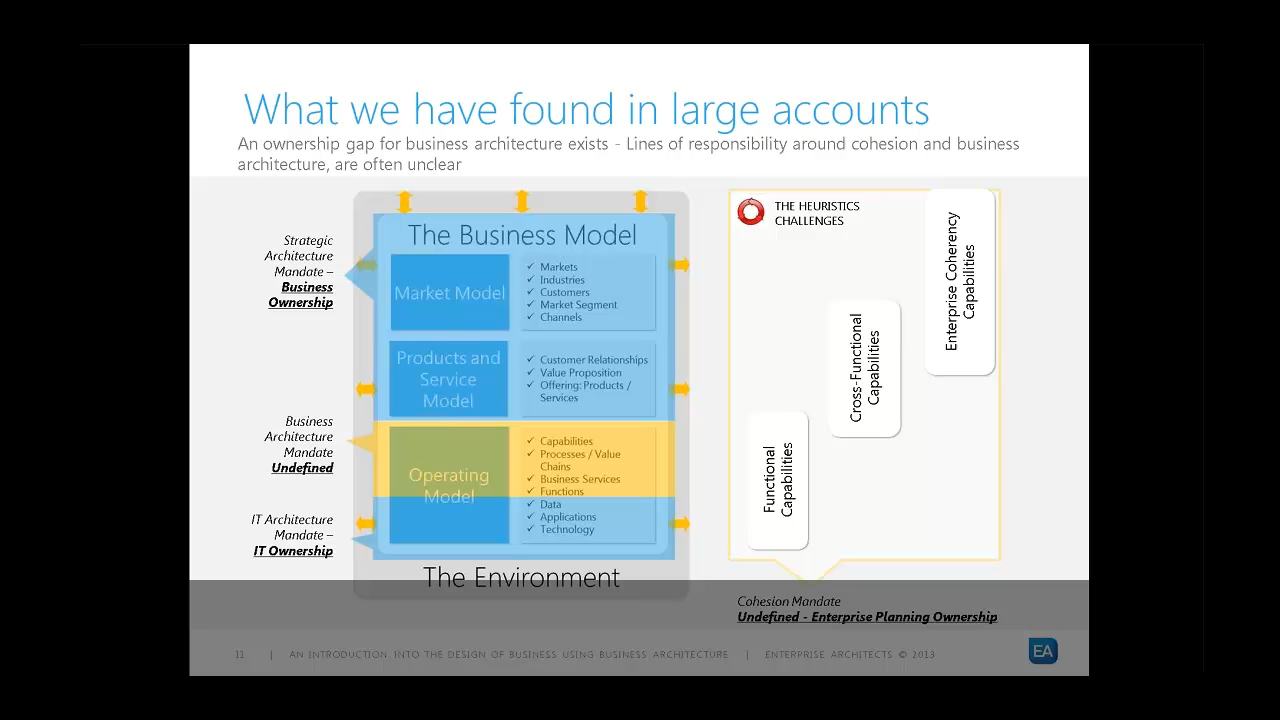 What we have found in large accounts
An ownership gap for business architecture exists - Lines of responsibility around cohesion and business
architecture, are often unclear
Strategic
Architecture
Mandate –
Business
Ownership
Business
Architecture
Mandate
Undefined
IT Architecture
Mandate –
IT Ownership
The Business Model
Market Model
✓ Markets
✓ Industries
✓ Customers
✓ Market Segment
✓ Channels
Products and
Service
Model
✓ Customer Relationships
✓ Value Proposition
✓ Offering: Products /
Services
Operating
Model
✓ Capabilities
✓ Processes / Value
Chains
✓ Business Services
✓ Functions
✓ Data
✓ Applications
✓ Technology
The Environment
THE HEURISTICS
CHALLENGES
Functional
Capabilities
Cross-Functional
Capabilities
Enterprise Coherency
Capabilities
Cohesion Mandate
Undefined - Enterprise Planning Ownership
11 | AN INTRODUCTION INTO THE DESIGN OF BUSINESS USING BUSINESS ARCHITECTURE | ENTERPRISE ARCHITECTS © 2013
EA